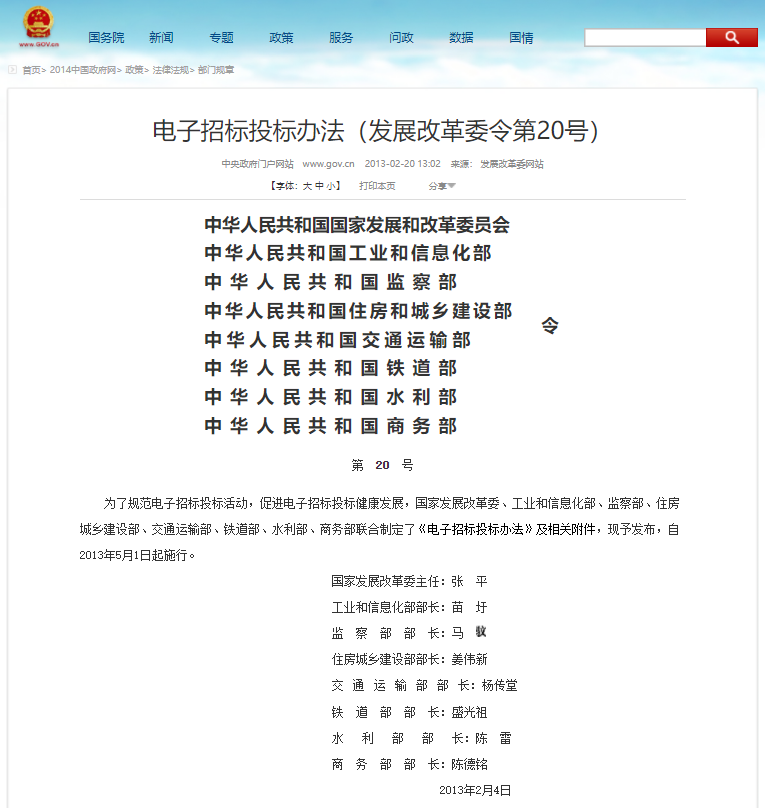 www.GOV.cn
国务院 新闻 专题 政策 服务 问政 数据 国情
首页> 2014中国政府网> 政策> 法律法规> 部门规章
电子招标投标办法（发展改革委令第20号）
中央政府门户网站 www.gov.cn 2013-02-20 13:02 来源: 发展改革委网站
【字体: 大 中 小】 打印本页 分享
中华人民共和国国家发展和改革委员会
中华人民共和国工业和信息化部
中华人民共和国监察部
中华人民共和国住房和城乡建设部
中华人民共和国交通运输部
中华人民共和国铁道部
中华人民共和国水利部
中华人民共和国商务部
令
第 20 号
为了规范电子招标投标活动，促进电子招标投标健康发展，国家发展改革委、工业和信息化部、监察部、住房
城乡建设部、交通运输部、铁道部、水利部、商务部联合制定了《电子招标投标办法》及相关附件，现予发布，自
2013年5月1日起施行。
国家发展改革委主任：张 平
工业和信息化部部长：苗 圩
监 察 部 部 长：马 馼
住房城乡建设部部长：姜伟新
交 通 运 输 部 部 长：杨传堂
铁 道 部 部 长：盛光祖
水 利 部 部 长：陈 雷
商 务 部 部 长：陈德铭
2013年2月4日